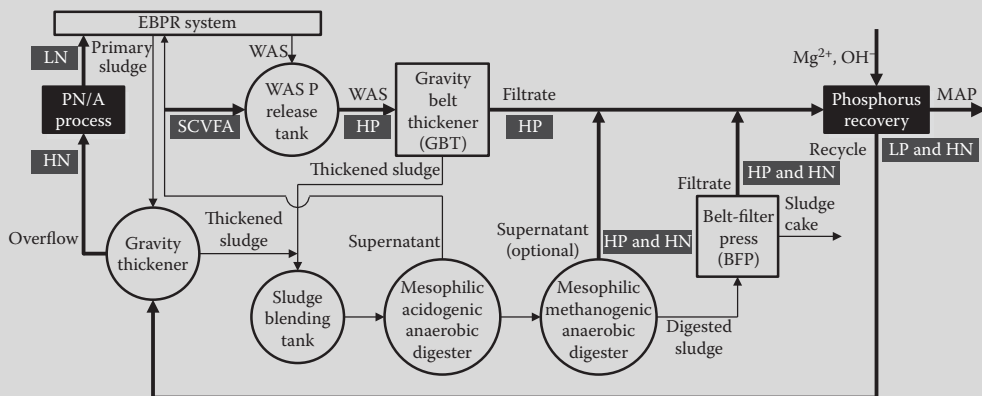 EBPR system
LN
Primary
sludge
WAS
Mg²⁺, OH⁻
PN/A
process
WAS P
release
tank
WAS
Gravity
belt
thickener
(GBT)
Filtrate
Phosphorus
recovery
MAP
SCVFA
HP
HP
HN
Recycle
LP and HN
Thickened sludge
HP and HN
Filtrate
Overflow
Gravity
thickener
Thickened
sludge
Supernatant
Supernatant
(optional)
HP and HN
Belt-filter
press
(BFP)
Sludge
cake
Sludge
blending
tank
Mesophilic
acidogenic
anaerobic
digester
Mesophilic
methanogenic
anaerobic
digester
Digested
sludge